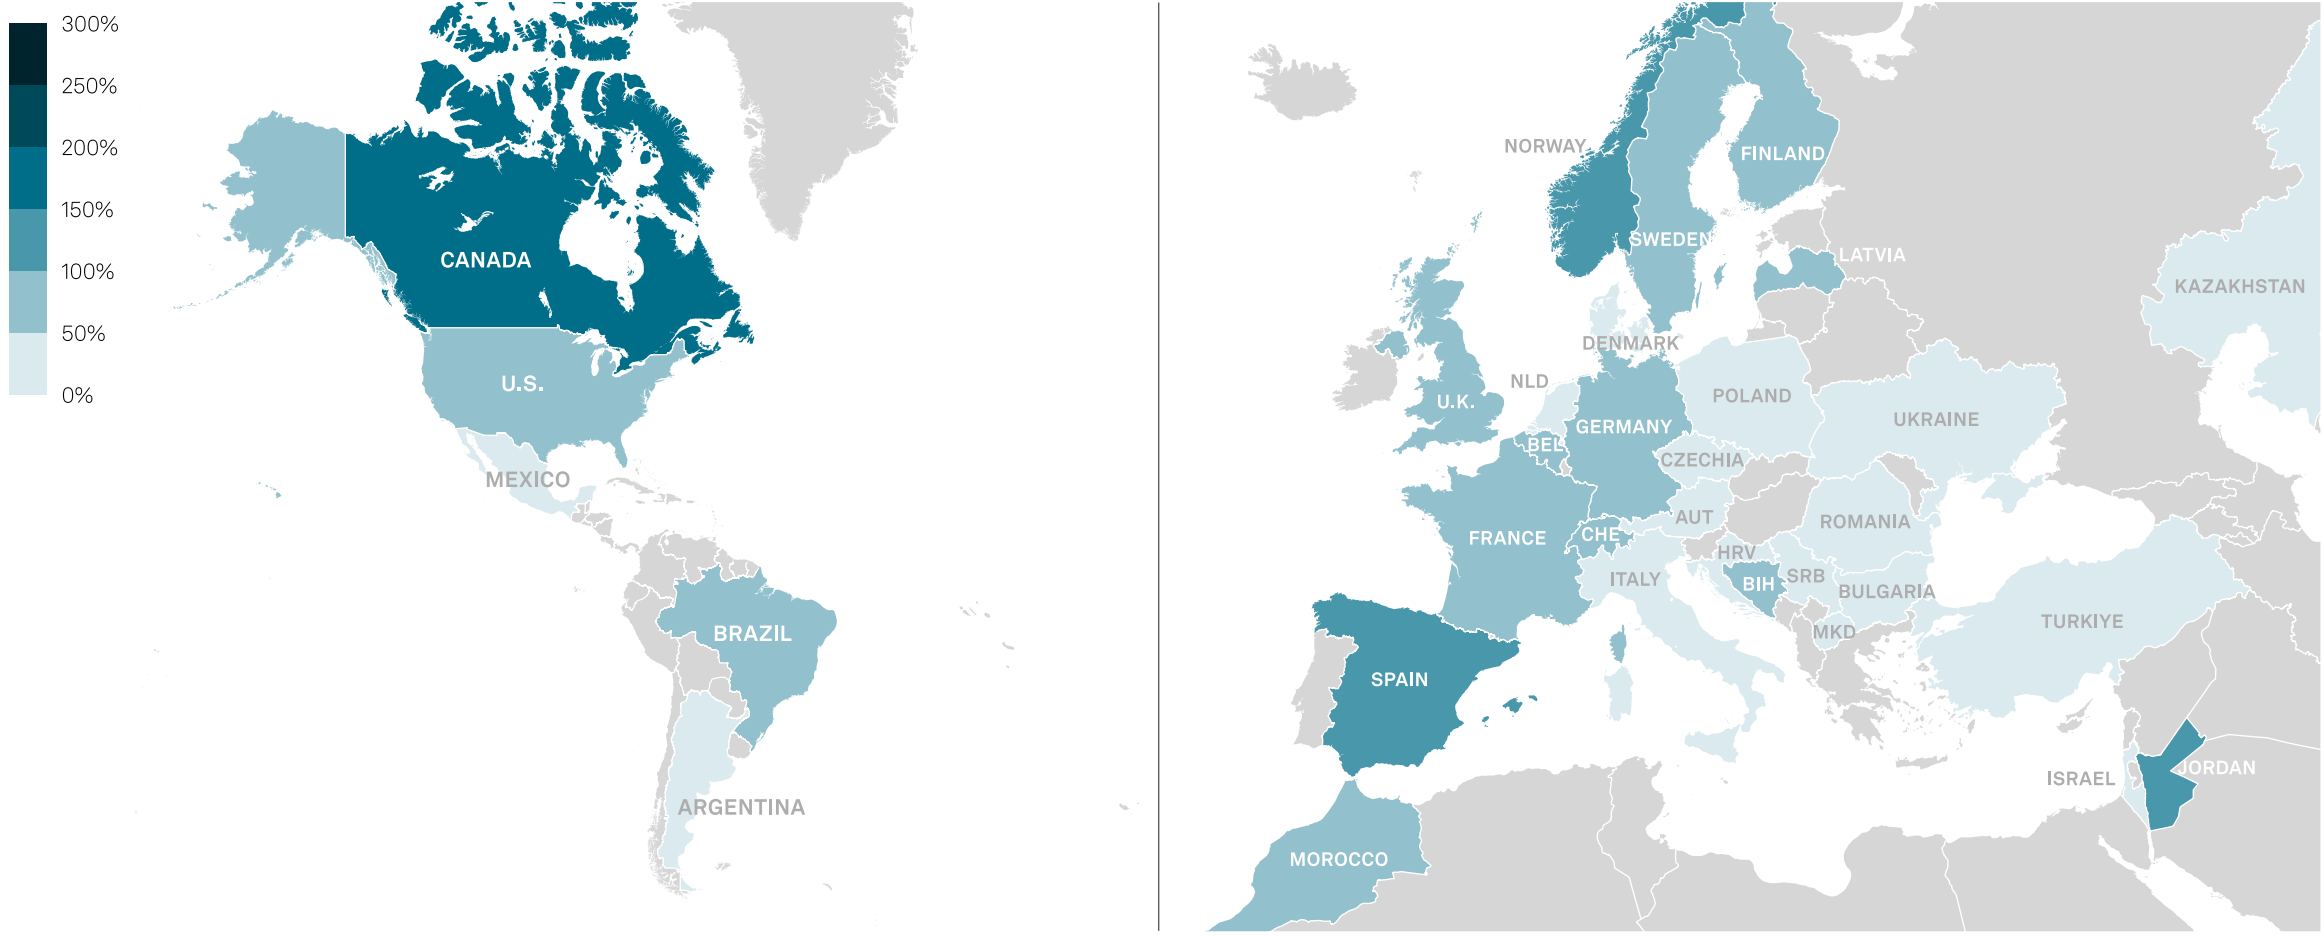 300%
250%
200%
150%
100%
50%
0%
CANADA
U.S.
MEXICO
BRAZIL
ARGENTINA
NORWAY
FINLAND
SWEDEN
LATVIA
KAZAKHSTAN
DENMARK
NLD
POLAND
U.K.
UKRAINE
GERMANY
BEL
CZECHIA
AUT
ROMANIA
FRANCE
CHE
HRV
ITALY
BIH
SRB
BULGARIA
TURKIYE
MKD
SPAIN
ISRAEL
JORDAN
MOROCCO